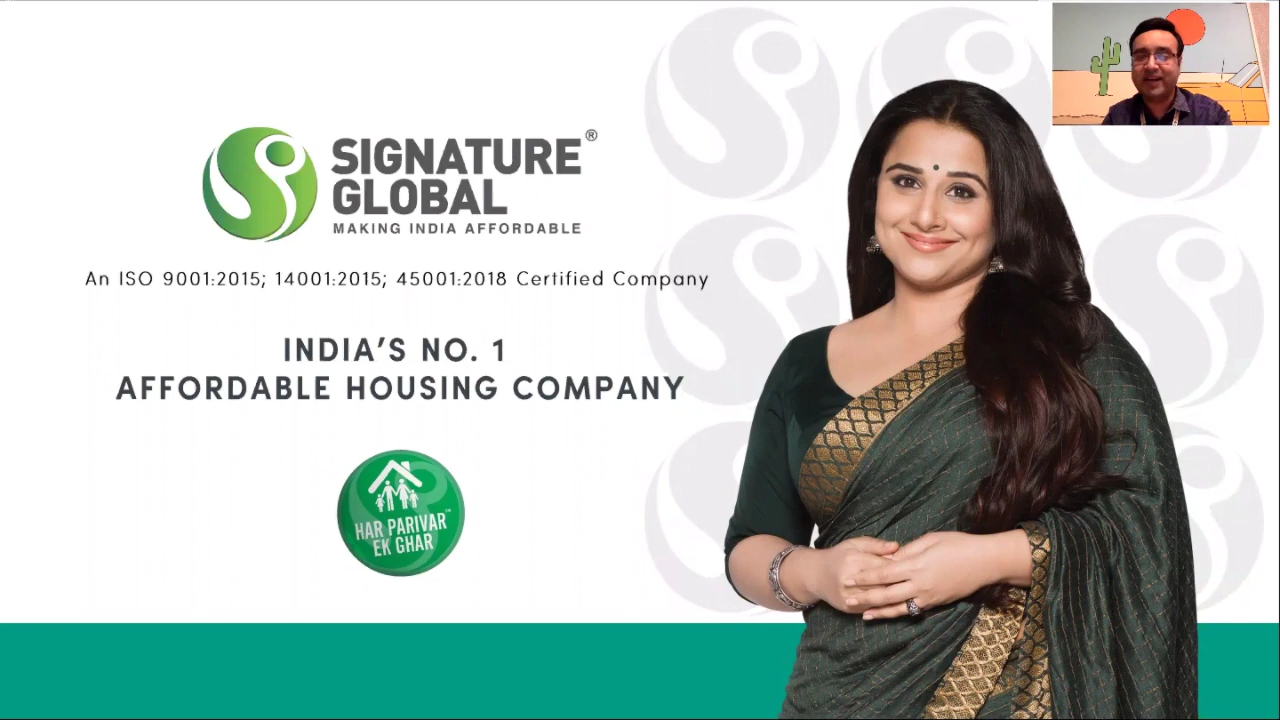 SIGNATURE®
GLOBAL
MAKING INDIA AFFORDABLE
An ISO 9001:2015; 14001:2015; 45001:2018 Certified Company
INDIA'S NO. 1
AFFORDABLE HOUSING COMPANY
HAR PARIVAR™
EK GHAR